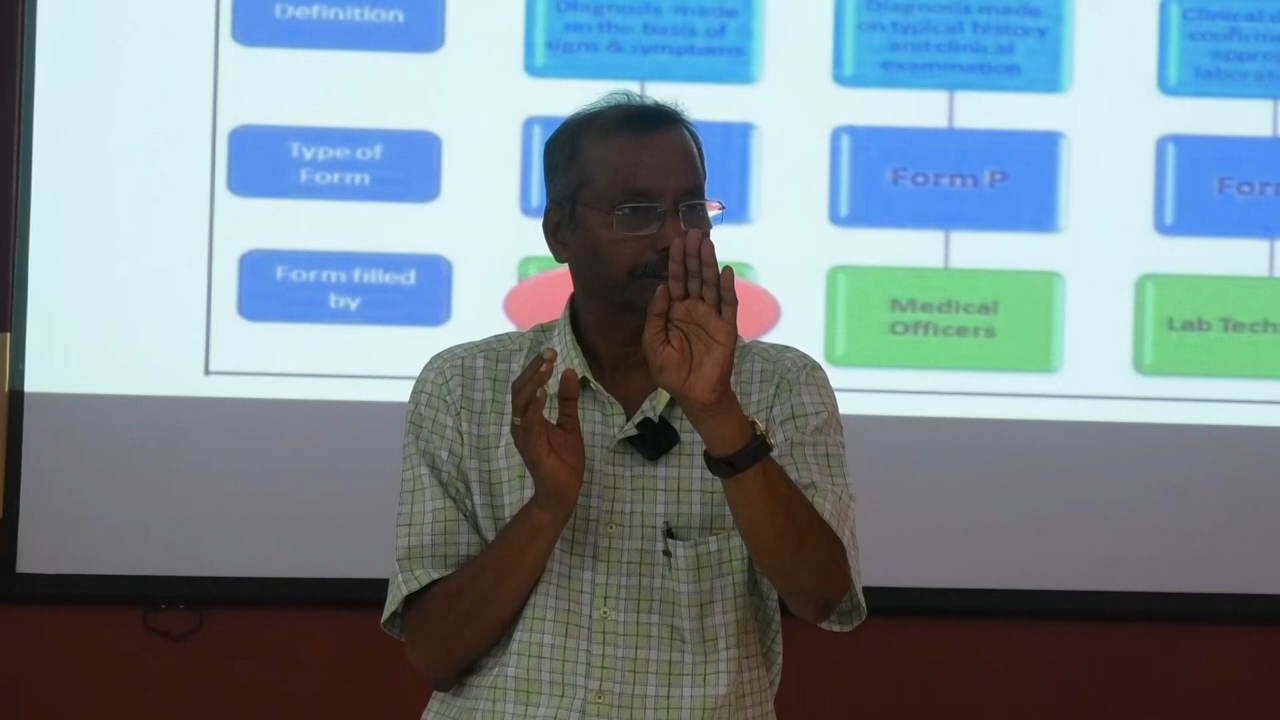 Definition
Diagnosis made
on the basis of
signs & symptoms
Diagnosis made
on typical history
and clinical
examination
Clinical
Type of
Form
Form P
Form filled
by
Medical
Officers
Lab